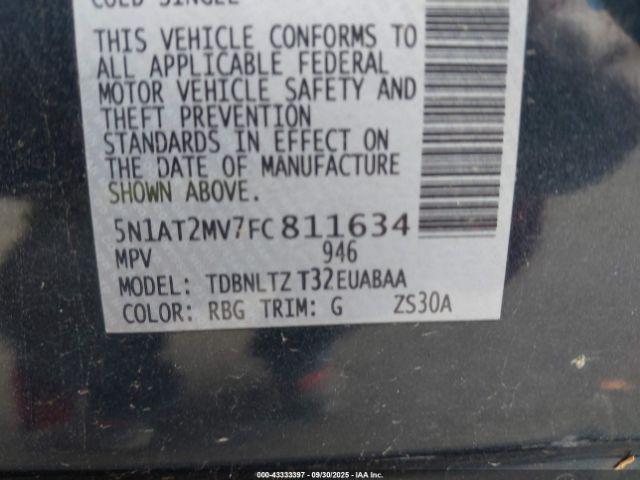 COLD SINGLE
THIS VEHICLE CONFORMS TO
ALL APPLICABLE FEDERAL
MOTOR VEHICLE SAFETY AND
THEFT PREVENTION
STANDARDS IN EFFECT ON
THE DATE OF MANUFACTURE
SHOWN ABOVE.
5N1AT2MV7FC811634
MPV 946
MODEL: TDBNLTZ T32EUABAA
COLOR: RBG TRIM: G ZS30A
000-43333397 - 09/30/2025 - IAA Inc.